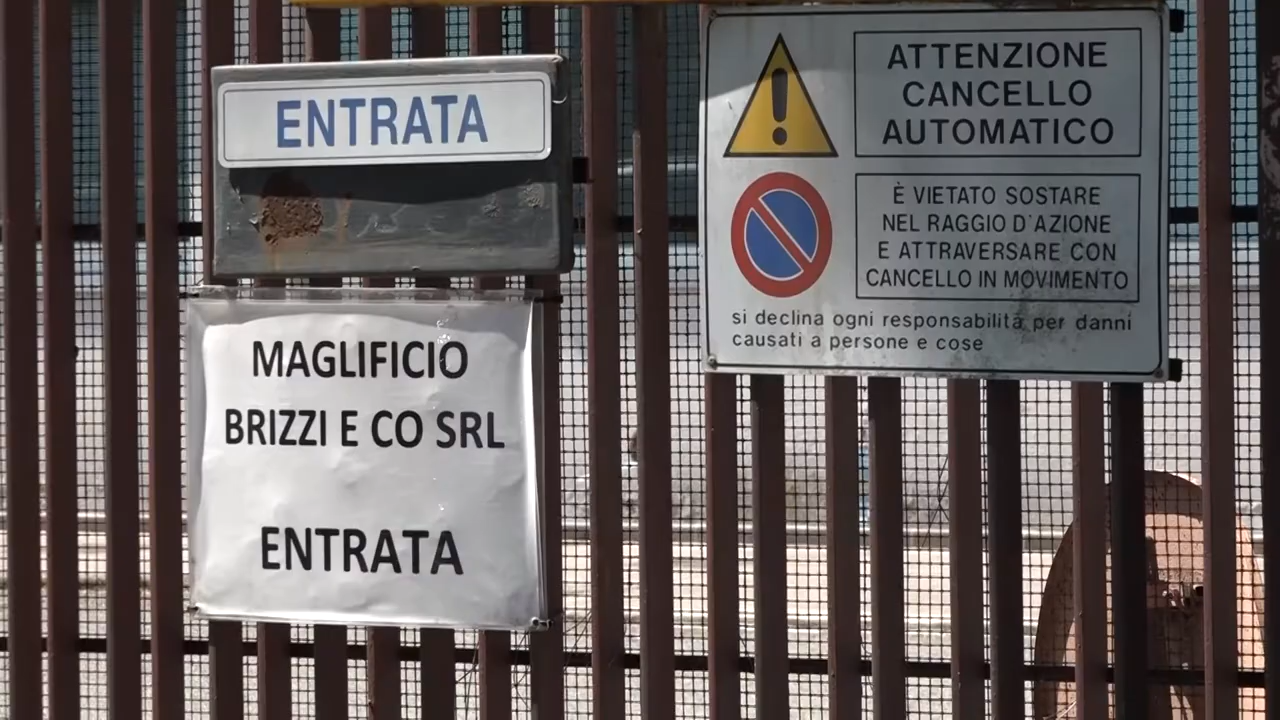 ENTRATA
MAGLIFICIO
BRIZZI E CO SRL
ENTRATA
ATTENZIONE
CANCELLO
AUTOMATICO
È VIETATO SOSTARE
NEL RAGGIO D'AZIONE
E ATTRAVERSARE CON
CANCELLO IN MOVIMENTO
si declina ogni responsabilità per danni
causati a persone e cose